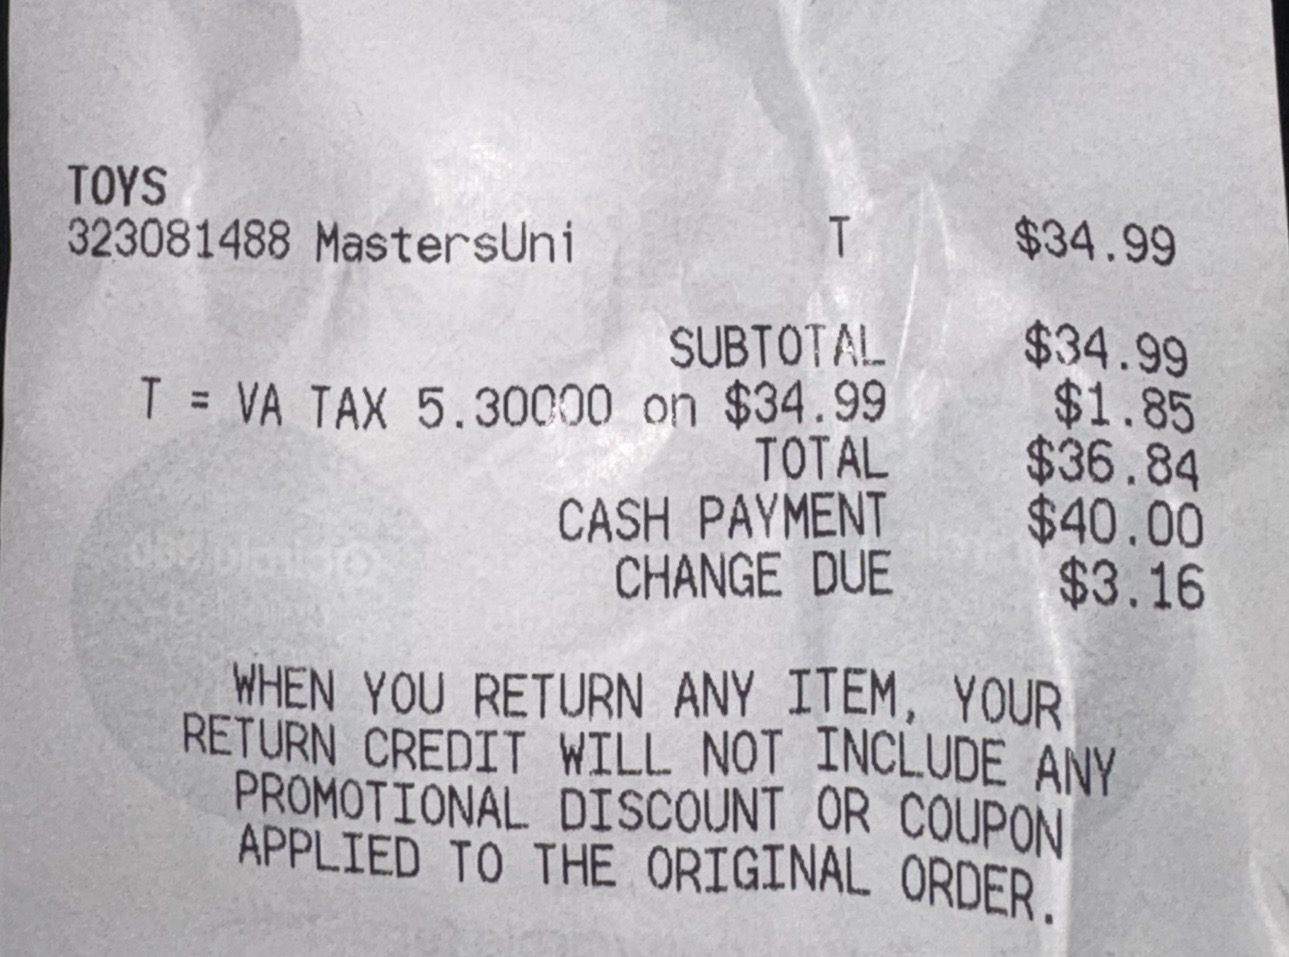 TOYS
323081488 MastersUni T $34.99
SUBTOTAL $34.99
T = VA TAX 5.30000 on $34.99 $1.85
TOTAL $36.84
CASH PAYMENT $40.00
CHANGE DUE $3.16
WHEN YOU RETURN ANY ITEM, YOUR
RETURN CREDIT WILL NOT INCLUDE ANY
PROMOTIONAL DISCOUNT OR COUPON
APPLIED TO THE ORIGINAL ORDER.